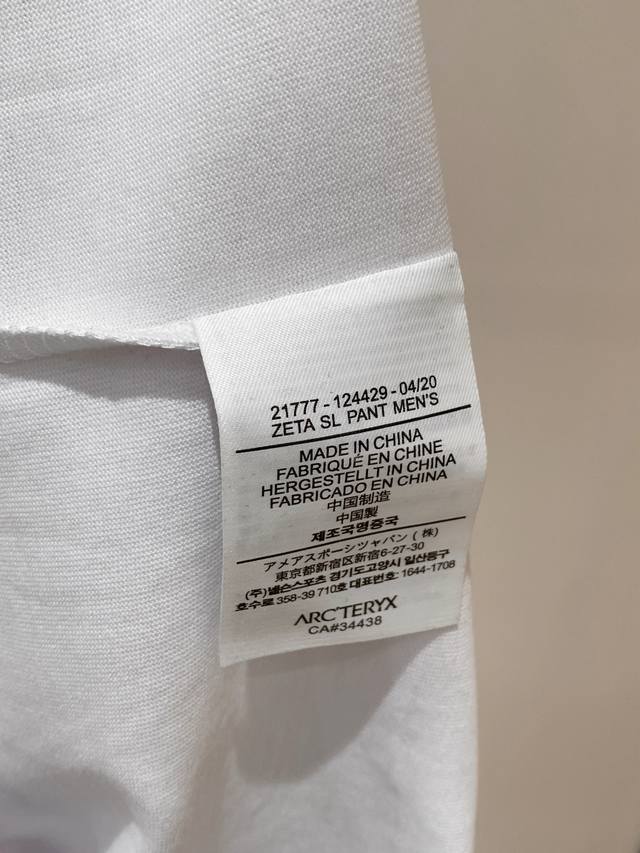 21777 - 124429 - 04/20
ZETA SL PANT MEN'S
MADE IN CHINA
FABRIQUÉ EN CHINE
HERGESTELLT IN CHINA
FABRICADO EN CHINA
中国制造
中国製
제조국명중국
アメアスポーツジャパン (株)
東京都新宿区新宿6-27-30
(주)넬슨스포츠 경기도고양시 일산동구
호수로 358-39 710호 대표번호: 1644-1708
ARC'TERYX
CA#34438